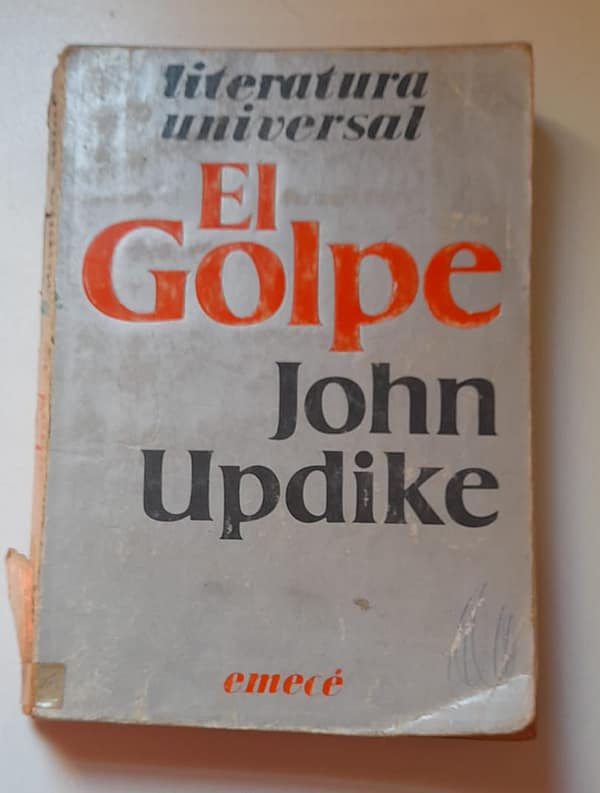 literatura
universal
El
Golpe
John
Updike
emecé